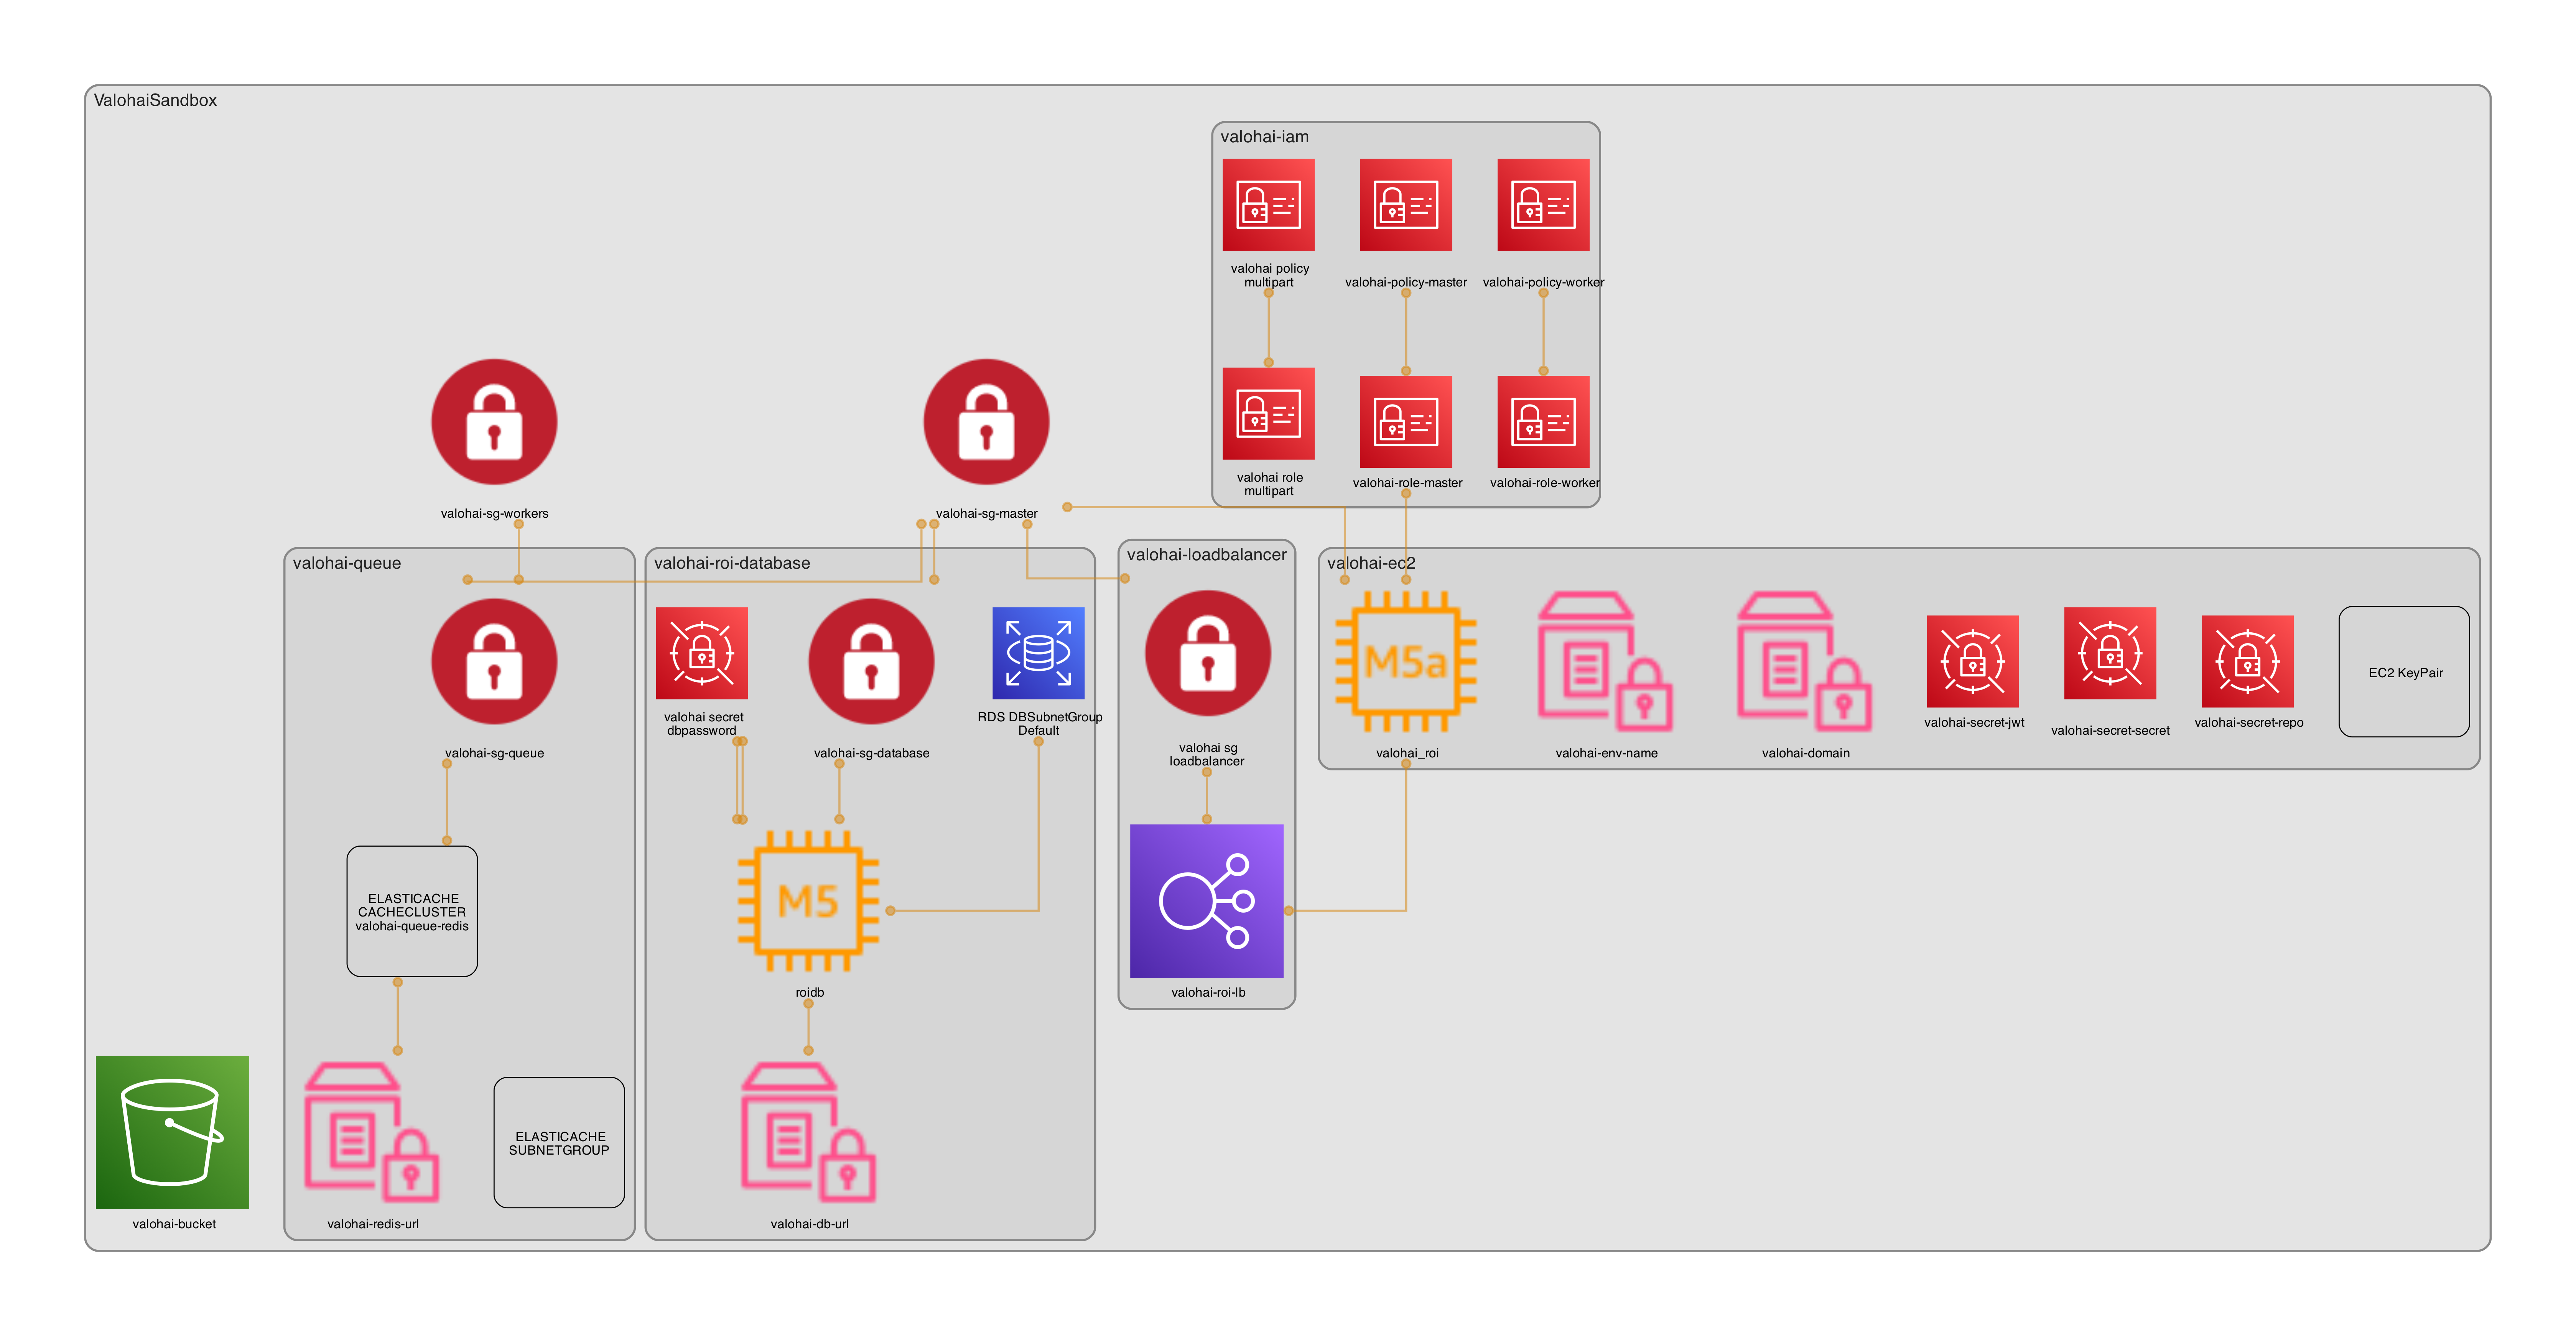 ValohaiSandbox
valohai-iam
valohai policy
multipart
valohai-policy-master
valohai-policy-worker
valohai role
multipart
valohai-role-master
valohai-role-worker
valohai-sg-workers
valohai-sg-master
valohai-queue
valohai-sg-queue
ELASTICACHE
CACHECLUSTER
valohai-queue-redis
valohai-redis-url
ELASTICACHE
SUBNETGROUP
valohai-roi-database
valohai secret
dbpassword
valohai-sg-database
RDS DBSubnetGroup
Default
M5
roidb
valohai-db-url
valohai-loadbalancer
valohai sg
loadbalancer
valohai-roi-lb
valohai-ec2
M5a
valohai_roi
valohai-env-name
valohai-domain
valohai-secret-jwt
valohai-secret-secret
valohai-secret-repo
EC2 KeyPair
valohai-bucket